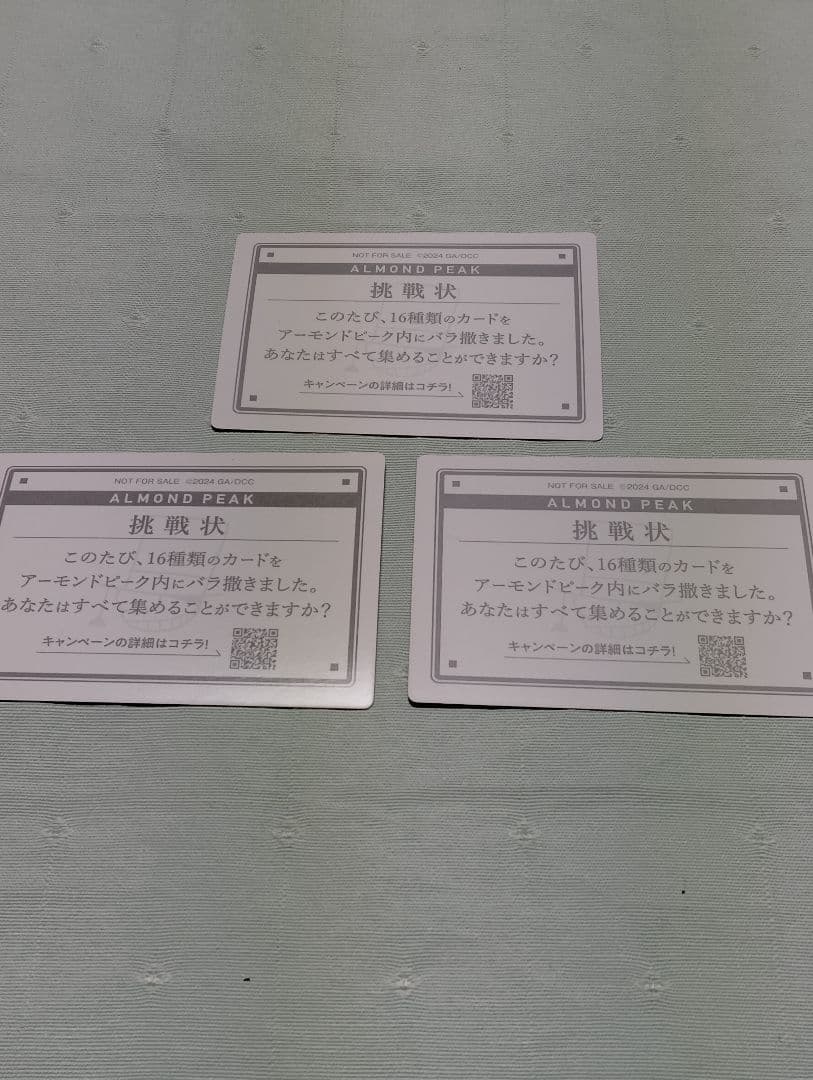 NOT FOR SALE ©2024 GA/DCC
ALMOND PEAK
挑戦状
このたび、16種類のカードを
アーモンドピーク内にバラ撒きました。
あなたはすべて集めることができますか?
キャンペーンの詳細はコチラ!
NOT FOR SALE ©2024 GA/DCC
ALMOND PEAK
挑戦状
このたび、16種類のカードを
アーモンドピーク内にバラ撒きました。
あなたはすべて集めることができますか?
キャンペーンの詳細はコチラ!
NOT FOR SALE ©2024 GA/DCC
ALMOND PEAK
挑戦状
このたび、16種類のカードを
アーモンドピーク内にバラ撒きました。
あなたはすべて集めることができますか?
キャンペーンの詳細はコチラ!